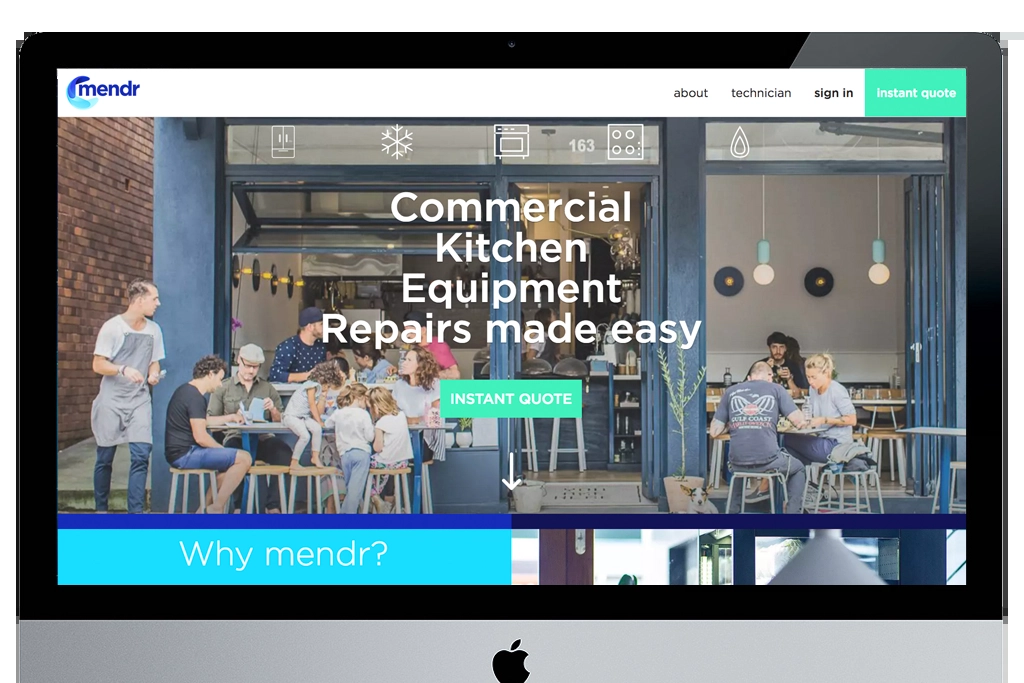 mendr
about
technician
sign in
instant quote
163
Commercial
Kitchen
Equipment
Repairs made easy
INSTANT QUOTE
GULF COAST
Why mendr?